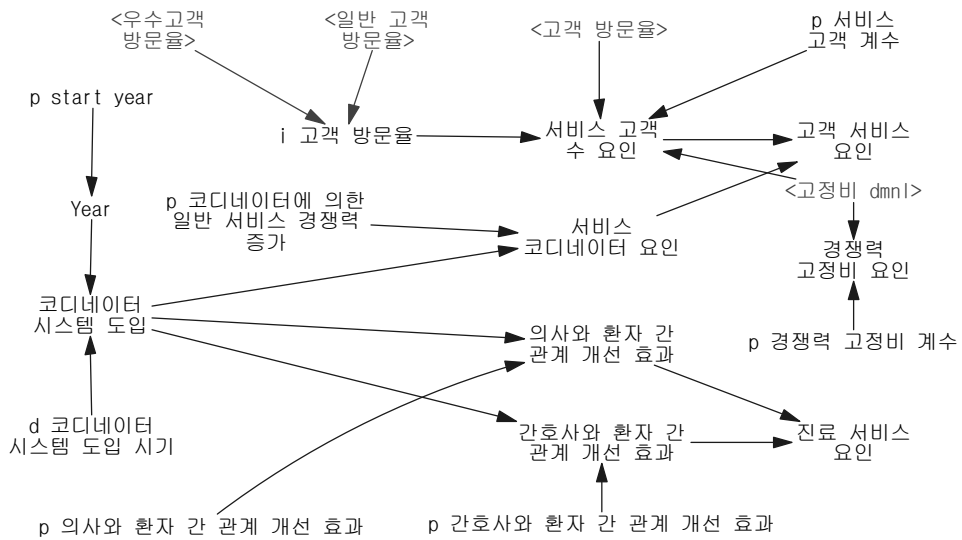 <우수고객
방문율>
<일반 고객
방문율>
<고객 방문율>
p 서비스
고객 계수
p start year
i 고객 방문율
서비스 고객
수 요인
고객 서비스
요인
<고정비 dmnl>
Year
p 코디네이터에 의한
일반 서비스 경쟁력
증가
서비스
코디네이터 요인
경쟁력
고정비 요인
코디네이터
시스템 도입
의사와 환자 간
관계 개선 효과
p 경쟁력 고정비 계수
d 코디네이터
시스템 도입 시기
간호사와 환자 간
관계 개선 효과
진료 서비스
요인
p 의사와 환자 간 관계 개선 효과
p 간호사와 환자 간 관계 개선 효과